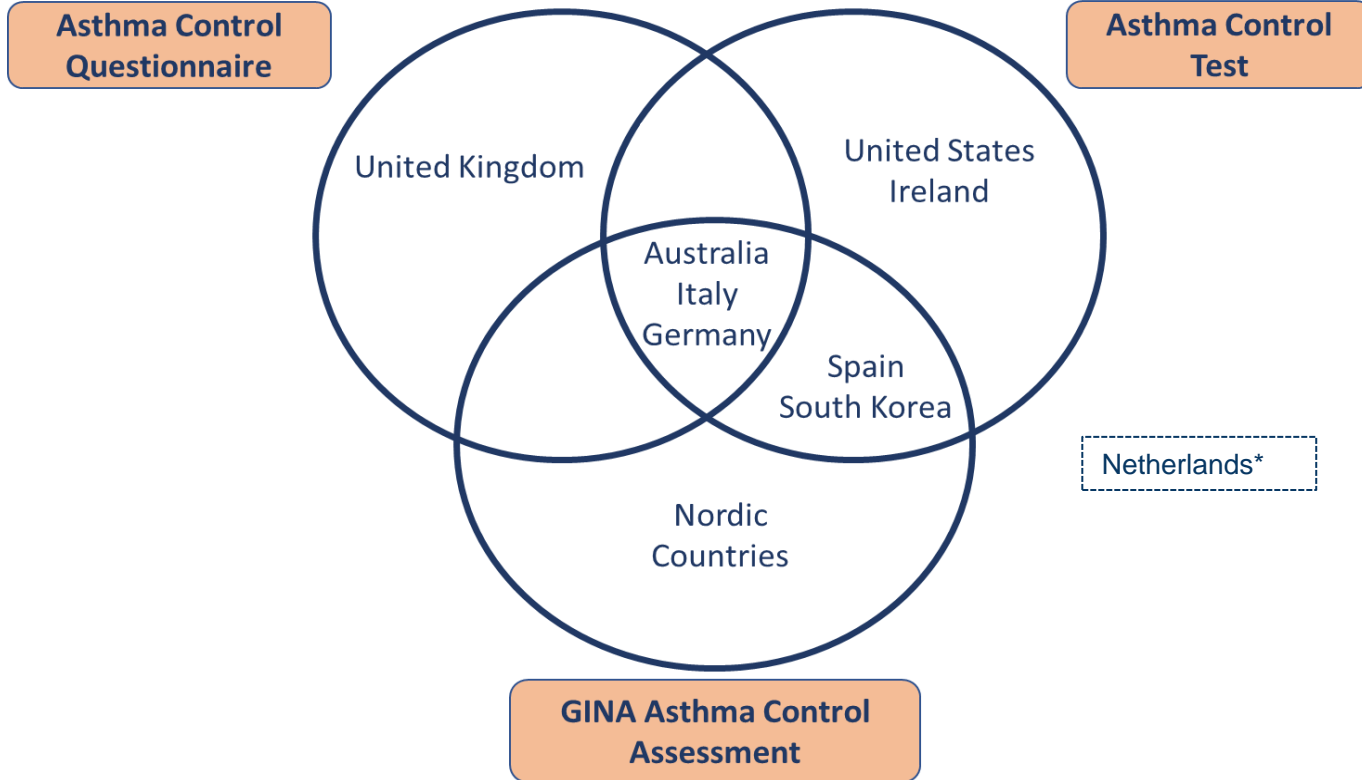 Asthma Control
Questionnaire
Asthma Control
Test
United Kingdom
United States
Ireland
Australia
Italy
Germany
Spain
South Korea
Netherlands*
Nordic
Countries
GINA Asthma Control
Assessment